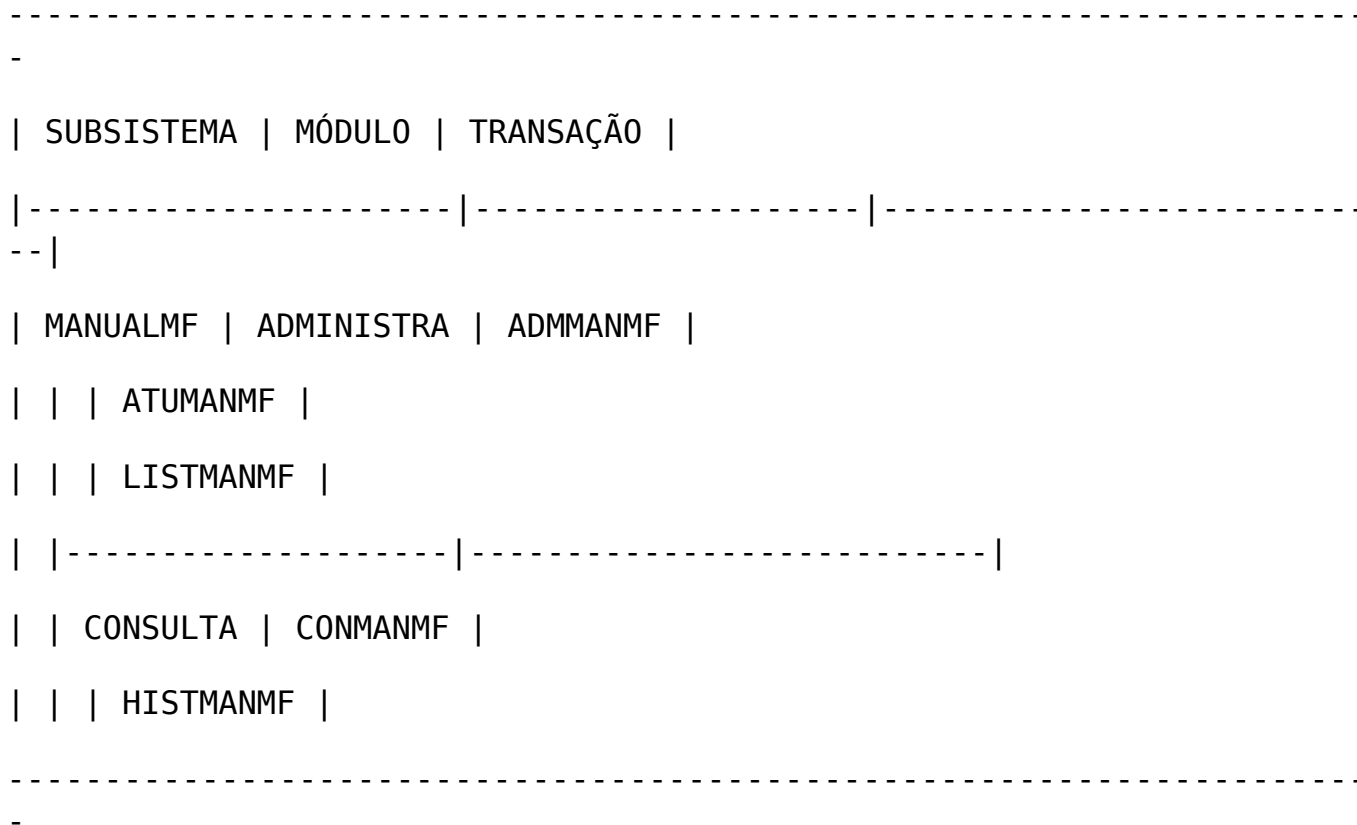 ----------------------------------------------------------------------
-
| SUBSISTEMA | MÓDULO | TRANSAÇÃO |
|----------------------|--------------------|-------------------------
--|
| MANUALMF | ADMINISTRA | ADMMANMF |
| | | ATUMANMF |
| | | LISTMANMF |
| |--------------------|---------------------------|
| | CONSULTA | CONMANMF |
| | | HISTMANMF |
----------------------------------------------------------------------
-